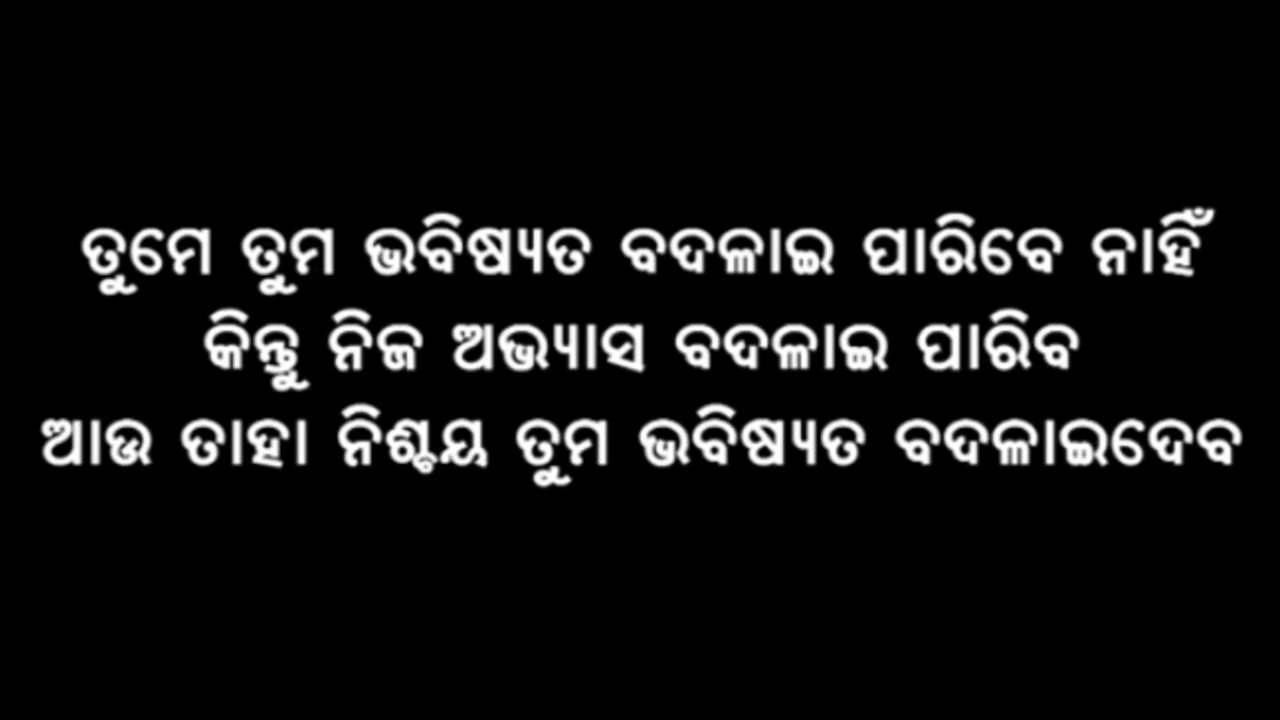 ତୁମେ ତୁମ ଭବିଷ୍ୟତ ବଦଳାଇ ପାରିବେ ନାହିଁ
କିନ୍ତୁ ନିଜ ଅଭ୍ୟାସ ବଦଳାଇ ପାରିବ
ଆଉ ତାହା ନିଶ୍ଚୟ ତୁମ ଭବିଷ୍ୟତ ବଦଳାଇଦେବ